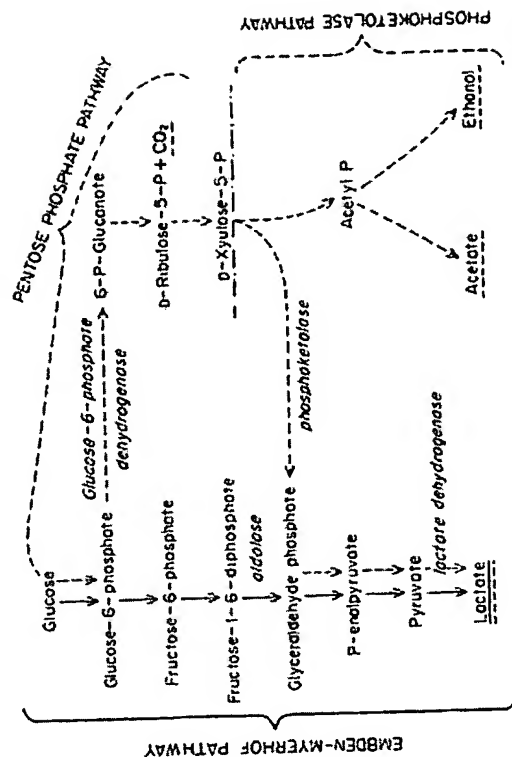 PENTOSE PHOSPHATE PATHWAY
Glucose
Glucose-6-phosphate
Glucose-6-phosphate
dehydrogenase
6-P-Gluconate
Fructose-6-phosphate
D-Ribulose-5-P+CO₂
Fructose-1-6-diphosphate
D-Xyulose-5-P
aldolase
Glyceraldehyde phosphate
phosphoketolase
P-enolpyruvate
Acetyl P
Pyruvate
lactate dehydrogenase
Lactate
Acetate
Ethanol
EMBDEN-MYERHOF PATHWAY
PHOSPHOKETOLASE PATHWAY